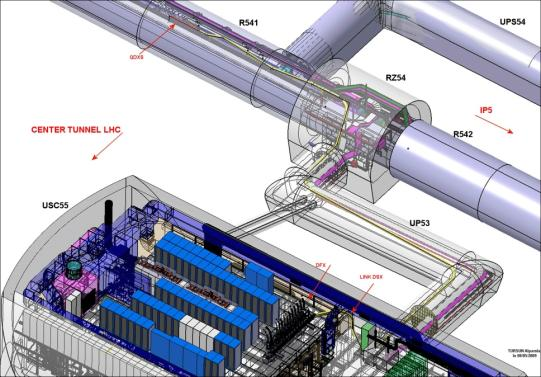 R541
UPS54
QDXS
RZ54
IP5
CENTER TUNNEL LHC
R542
USC55
UP53
DFX
LINK DSX